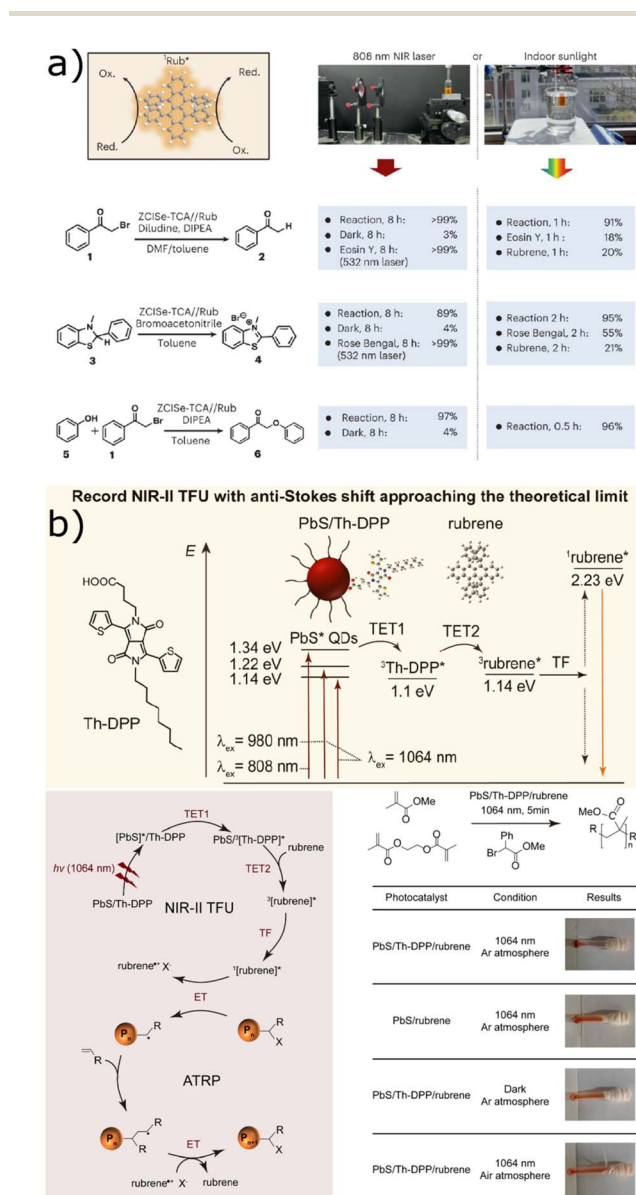 a)
¹Rub*
Ox.
Red.
Red.
Ox.
808 nm NIR laser
or
Indoor sunlight
O
Br
1
ZCISe-TCA//Rub
Diludine, DIPEA
DMF/toluene
O
H
2
• Reaction, 8 h: >99%
• Dark, 8 h: 3%
• Eosin Y, 8 h: >99%
(532 nm laser)
• Reaction, 1 h: 91%
• Eosin Y, 1 h: 18%
• Rubrene, 1 h: 20%
N
S
H
3
ZCISe-TCA//Rub
Bromoacetonitrile
Toluene
Br⊖
N
+
S
4
• Reaction, 8 h: 89%
• Dark, 8 h: 4%
• Rose Bengal, 8 h: >99%
(532 nm laser)
• Reaction 2 h: 95%
• Rose Bengal, 2 h: 55%
• Rubrene, 2 h: 21%
OH
5
+
O
Br
1
ZCISe-TCA//Rub
DIPEA
Toluene
O
O
6
• Reaction, 8 h: 97%
• Dark, 8 h: 4%
• Reaction, 0.5 h: 96%
Record NIR-II TFU with anti-Stokes shift approaching the theoretical limit
b)
HOOC
N
O
S
S
O
N
Th-DPP
E
PbS/Th-DPP
rubrene
¹rubrene*
2.23 eV
PbS* QDs
TET1
TET2
1.34 eV
1.22 eV
1.14 eV
³Th-DPP*
1.1 eV
³rubrene*
1.14 eV
TF
λex = 980 nm
λex = 808 nm
λex = 1064 nm
TET1
[PbS]*/Th-DPP
PbS/³[Th-DPP]*
TET2
rubrene
hv (1064 nm)
PbS/Th-DPP
NIR-II TFU
³[rubrene]*
TF
¹[rubrene]*
rubrene•+ X-
ET
Pn
R
Pn
R
X
R
ATRP
Pn
R
R
ET
Pn+1
R
X
rubrene•+ X-
rubrene
O
OMe
O
O
O
O
PbS/Th-DPP/rubrene
1064 nm, 5min
Ph
Br
OMe
O
MeO
O
R
R
n
Photocatalyst Condition Results
PbS/Th-DPP/rubrene
1064 nm
Ar atmosphere
PbS/rubrene
1064 nm
Ar atmosphere
PbS/Th-DPP/rubrene
Dark
Ar atmosphere
PbS/Th-DPP/rubrene
1064 nm
Air atmosphere